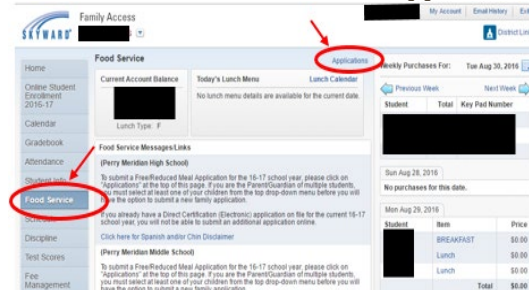 My Account Email History Exit
Family Access
SKYWARD
District Links
Food Service
Applications
Home
Online Student
Enrollment
2016-17
Calendar
Gradebook
Attendance
Student Info
Food Service
Schedule
Discipline
Test Scores
Fee
Management
Current Account Balance
Lunch Type: F
Today's Lunch Menu Lunch Calendar
No lunch menu details are available for the current date.
Food Service Messages/Links
(Perry Meridian High School)
To submit a Free/Reduced Meal Application for the 16-17 school year, please click on
"Applications" at the top of this page. If you are the Parent/Guardian of multiple students,
you must select at least one of your children from the top drop-down menu before you will
have the option to submit a new family application.
If you already have a Direct Certification (Electronic) application on file for the current 16-17
school year, you will not be able to submit an additional application online.
Click here for Spanish and/or Chin Disclaimer
(Perry Meridian Middle School)
To submit a Free/Reduced Meal Application for the 16-17 school year, please click on
"Applications" at the top of this page. If you are the Parent/Guardian of multiple students,
you must select at least one of your children from the top drop-down menu before you will
have the option to submit a new family application.
Weekly Purchases For: Tue Aug 30, 2016
Previous Week Next Week
Student Total Key Pad Number
Sun Aug 28, 2016
No purchases for this date.
Mon Aug 29, 2016
Student Item Price
BREAKFAST $0.00
Lunch $0.00
Lunch $0.00
Total $0.00